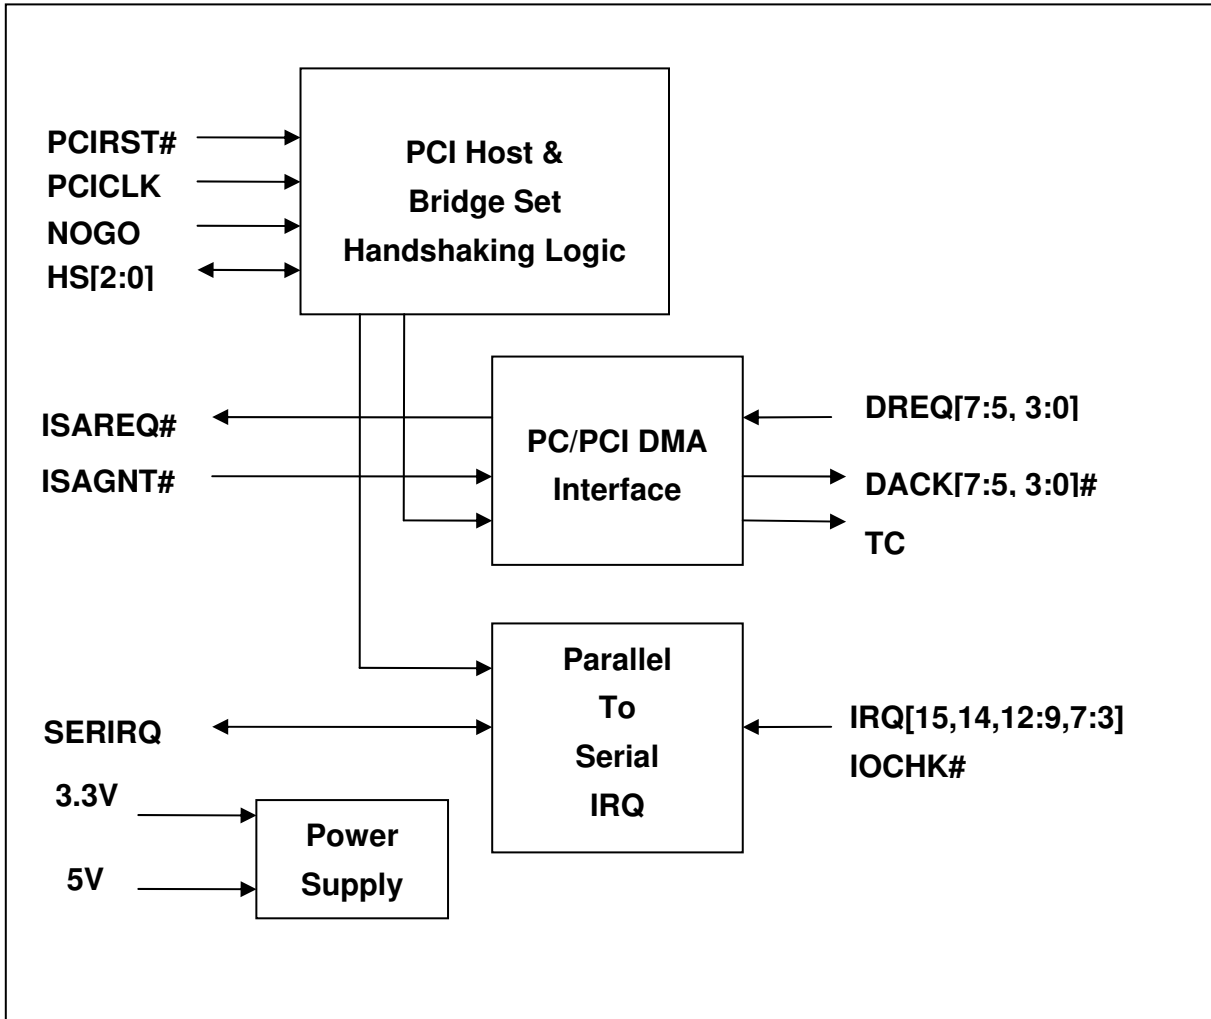 PCIRST#
PCICLK
NOGO
HS[2:0]
PCI Host &
Bridge Set
Handshaking Logic
ISAREQ#
ISAGNT#
PC/PCI DMA
Interface
DREQ[7:5, 3:0]
DACK[7:5, 3:0]#
TC
SERIRQ
Parallel
To
Serial
IRQ
IRQ[15,14,12:9,7:3]
IOCHK#
3.3V
5V
Power
Supply